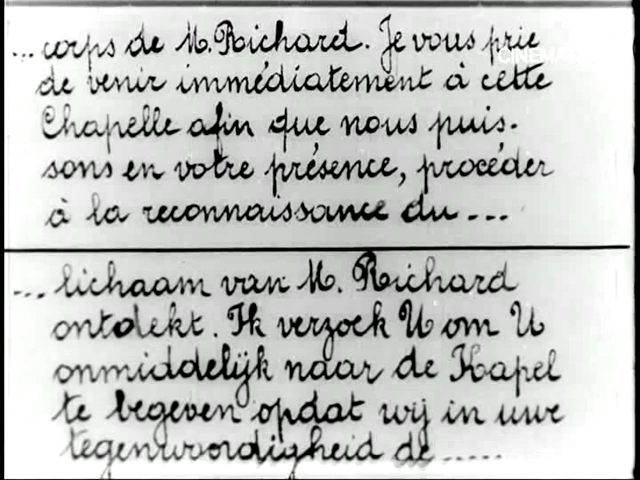 ... corps de M. Richard. Je vous prie
de venir immédiatement à cette
Chapelle afin que nous puis-
sons en votre présence, procéder
à la reconnaissance du ...
... lichaam van M. Richard
ontdekt. Ik verzoek U om U
onmiddelijk naar de Kapel
te begeven opdat wij in uwe
tegenwoordigheid de .....